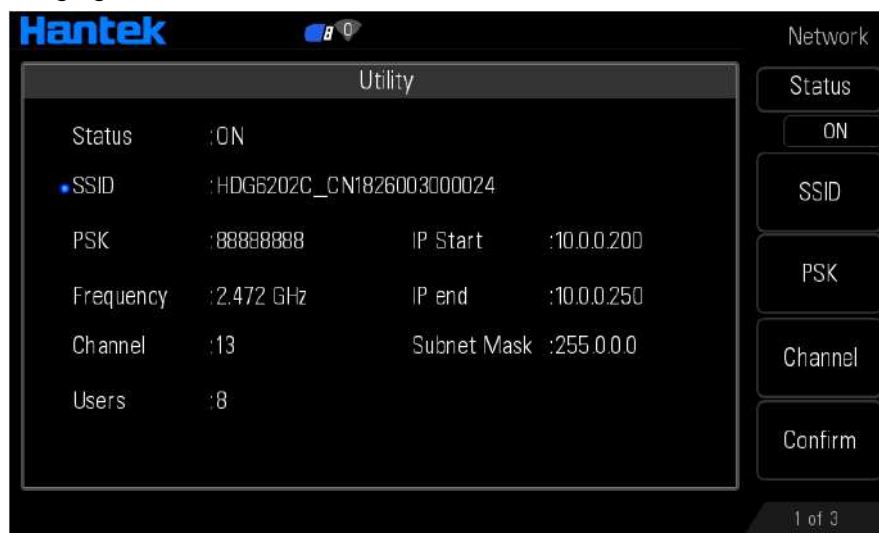 Hantek
8 0
Network
Utility
Status :ON
SSID :HDG6202C_CN1826003000024
PSK :88888888 IP Start :10.0.0.200
Frequency :2.472 GHz IP end :10.0.0.250
Channel :13 Subnet Mask :255.0.0.0
Users :8
Status
ON
SSID
PSK
Channel
Confirm
1 of 3